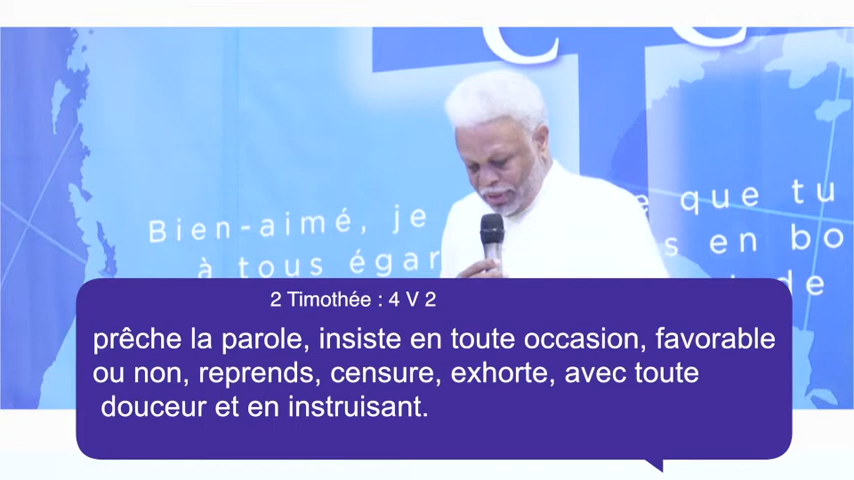 C C
Bien-aimé, je que tu
à tous égar s en bo
de
2 Timothée : 4 V 2
prêche la parole, insiste en toute occasion, favorable
ou non, reprends, censure, exhorte, avec toute
douceur et en instruisant.